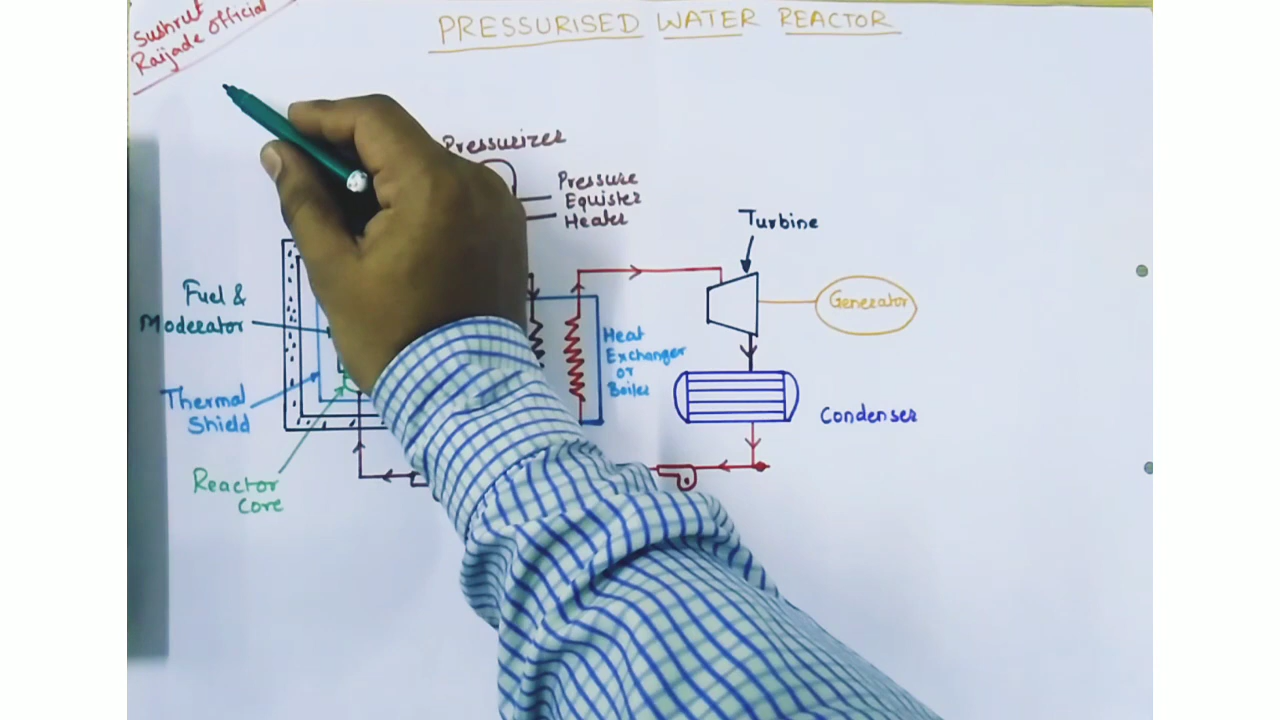 Sushrut
Raijade Official
PRESSURISED WATER REACTOR
Pressurizer
Pressure
Equister
Heater
Turbine
Generator
Fuel &
Moderator
Heat
Exchanger
or
Boiler
Thermal
Shield
Condenser
Reactor
Core